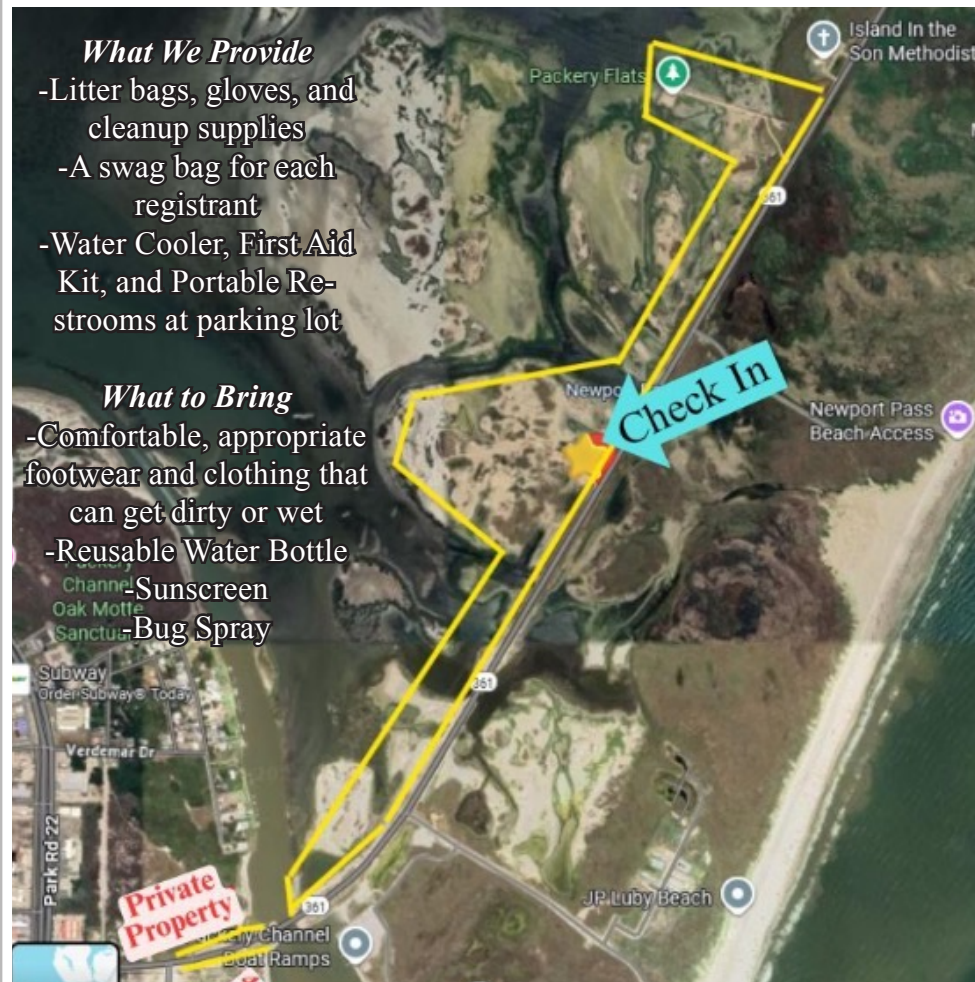 What We Provide
-Litter bags, gloves, and
cleanup supplies
-A swag bag for each
registrant
-Water Cooler, First Aid
Kit, and Portable Re-
strooms at parking lot
What to Bring
-Comfortable, appropriate
footwear and clothing that
can get dirty or wet
-Reusable Water Bottle
-Sunscreen
-Bug Spray
Island In the
Son Methodist
Packery Flats
361
Check In
Newport Pass
Beach Access
Channel
Oak Motte
Subway
Order Subway® Today
361
Verdemar Dr
Park Rd 22
JP Luby Beach
Private
Property
361
Channel
Boat Ramps